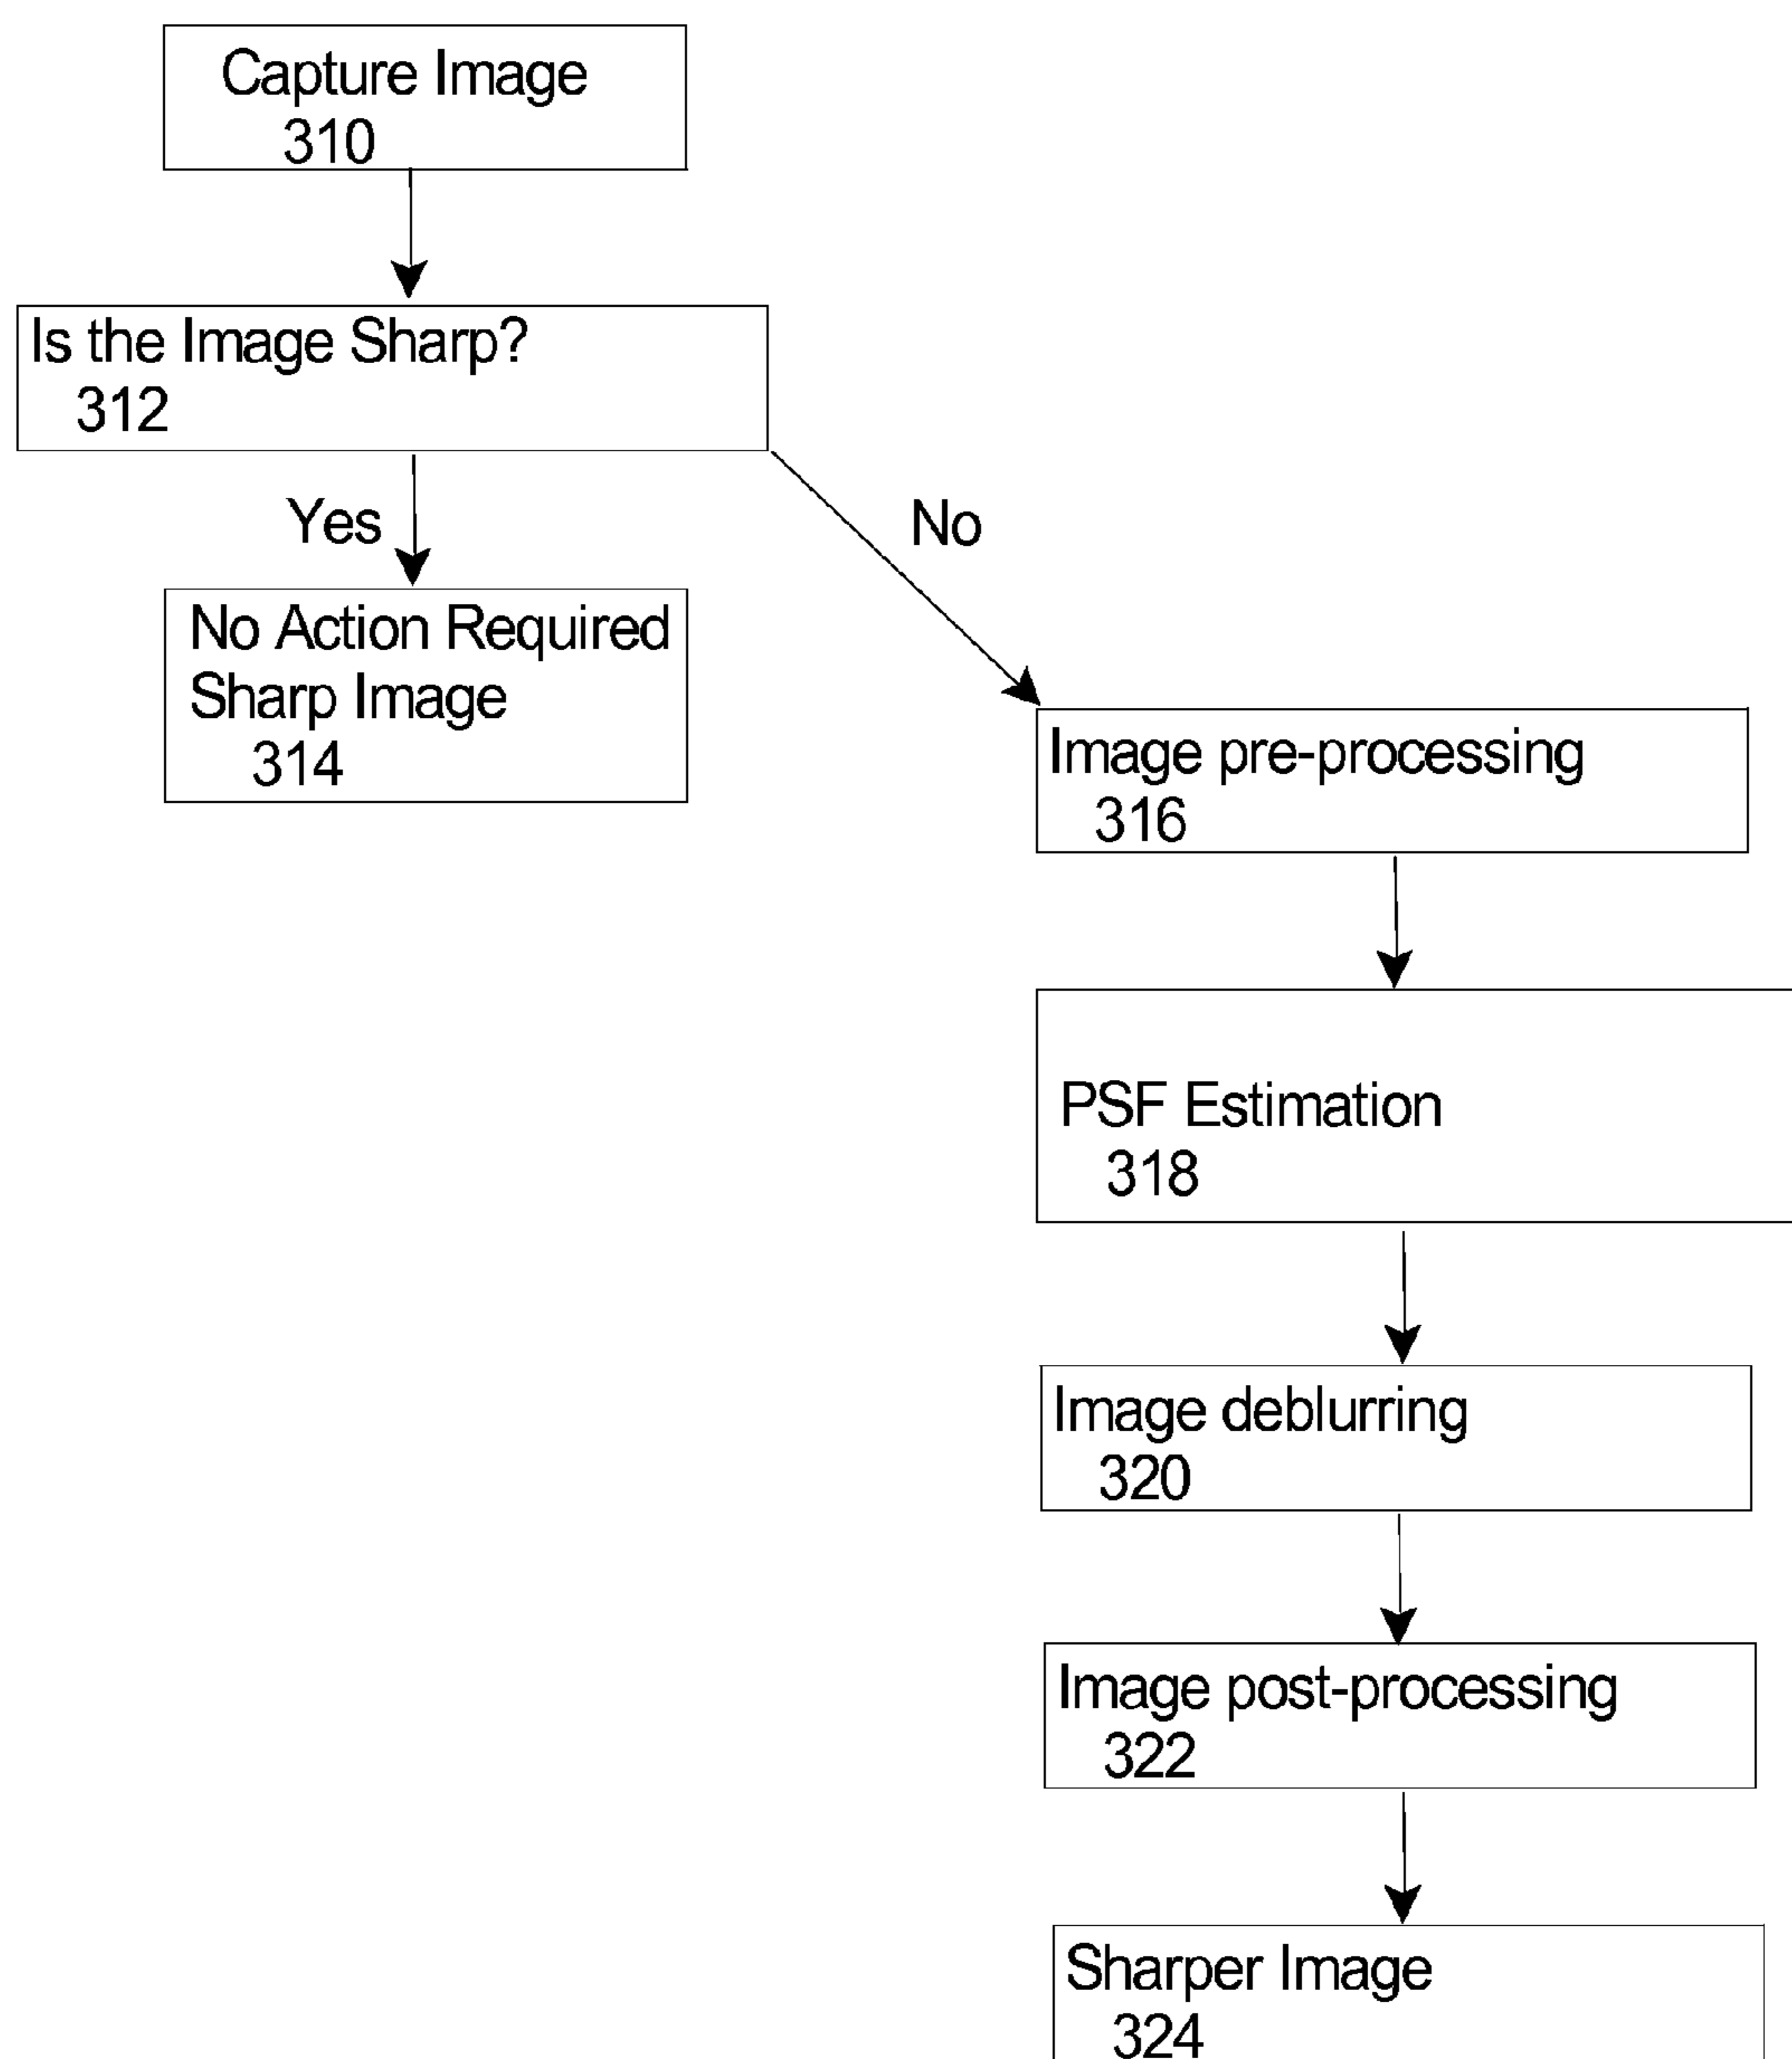 Capture Image
310
Is the Image Sharp?
312
Yes
No
No Action Required
Sharp Image
314
Image pre-processing
316
PSF Estimation
318
Image deblurring
320
Image post-processing
322
Sharper Image
324